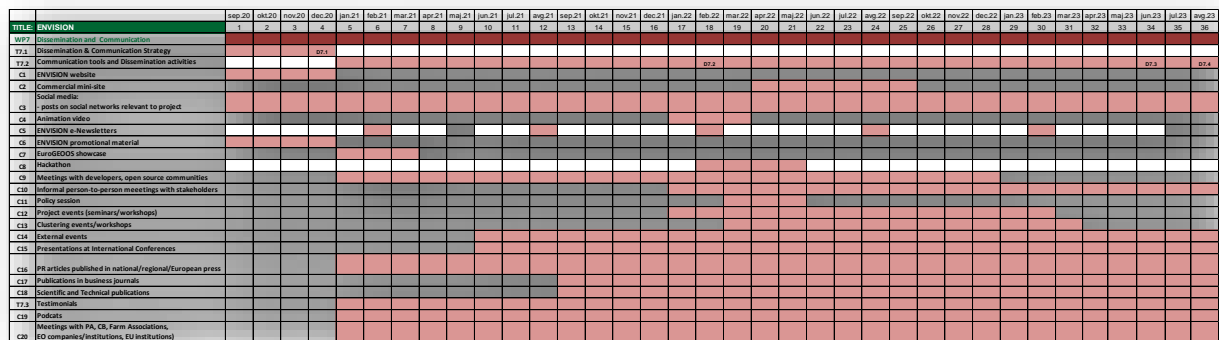 sep.20 okt.20 nov.20 dec.20 jan.21 feb.21 mar.21 apr.21 maj.21 jun.21 jul.21 avg.21 sep.21 okt.21 nov.21 dec.21 jan.22 feb.22 mar.22 apr.22 maj.22 jun.22 jul.22 avg.22 sep.22 okt.22 nov.22 dec.22 jan.23 feb.23 mar.23 apr.23 maj.23 jun.23 jul.23 avg.23
TITLE: ENVISION 1 2 3 4 5 6 7 8 9 10 11 12 13 14 15 16 17 18 19 20 21 22 23 24 25 26 27 28 29 30 31 32 33 34 35 36
WP7 Dissemination and Communication
T7.1 Dissemination & Communication Strategy D7.1
T7.2 Communication tools and Dissemination activities D7.2 D7.3 D7.4
C1 ENVISION website
C2 Commercial mini-site
Social media:
C3 - posts on social networks relevant to project
C4 Animation video
C5 ENVISION e-Newsletters
C6 ENVISION promotional material
C7 EuroGEOSS showcase
C8 Hackathon
C9 Meetings with developers, open source communities
C10 Informal person-to-person meeetings with stakeholders
C11 Policy session
C12 Project events (seminars/workshops)
C13 Clustering events/workshops
C14 External events
C15 Presentations at International Conferences
C16 PR articles published in national/regional/European press
C17 Publications in business journals
C18 Scientific and Technical publications
T7.3 Testimonials
C19 Podcats
Meetings with PA, CB, Farm Associations,
C20 EO companies/institutions, EU institutions)